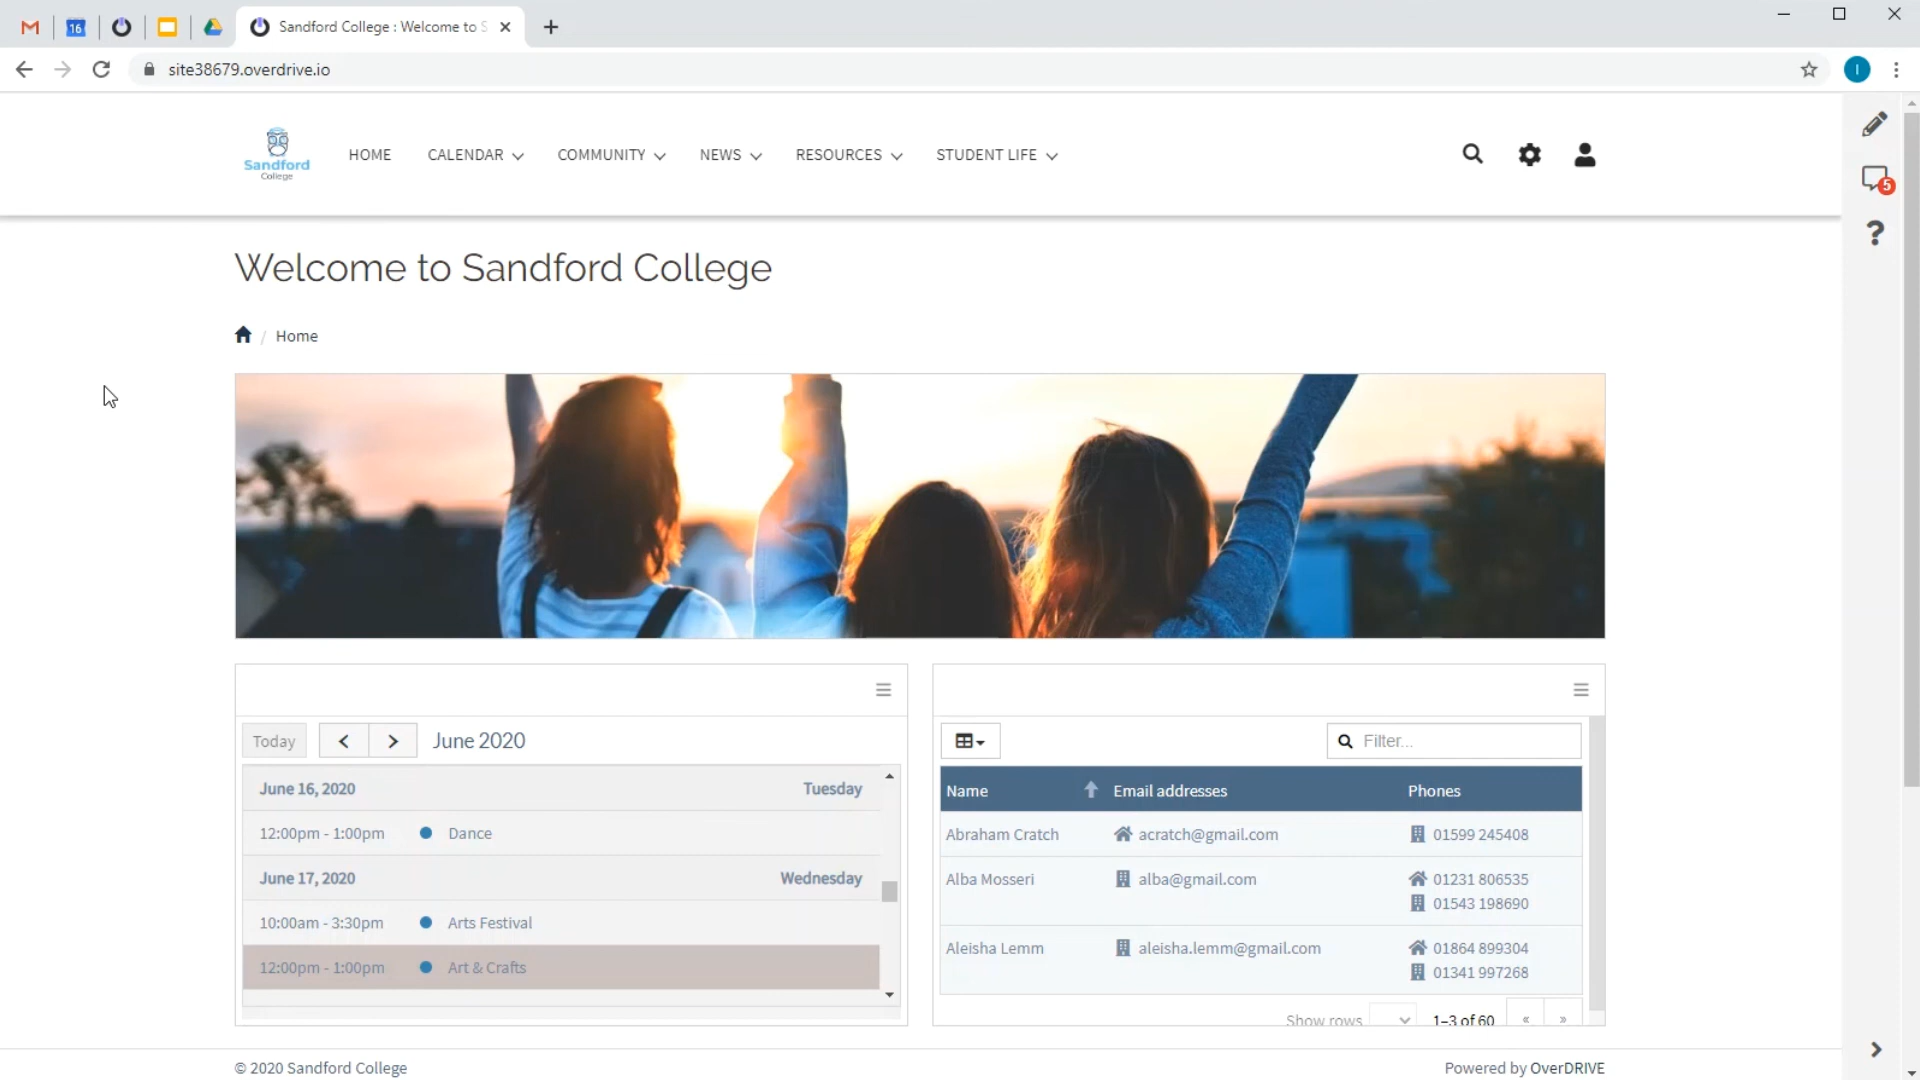 16
Sandford College : Welcome to S
site38679.overdrive.io
I
Sandford
College
HOME
CALENDAR
COMMUNITY
NEWS
RESOURCES
STUDENT LIFE
5
?
Welcome to Sandford College
/ Home
Today
June 2020
June 16, 2020 Tuesday
12:00pm - 1:00pm Dance
June 17, 2020 Wednesday
10:00am - 3:30pm Arts Festival
12:00pm - 1:00pm Art & Crafts
Filter...
Name Email addresses Phones
Abraham Cratch acratch@gmail.com 01599 245408
Alba Mosseri alba@gmail.com 01231 806535
01543 198690
Aleisha Lemm aleisha.lemm@gmail.com 01864 899304
01341 997268
Show rows 1–3 of 60 « »
© 2020 Sandford College
Powered by OverDRIVE